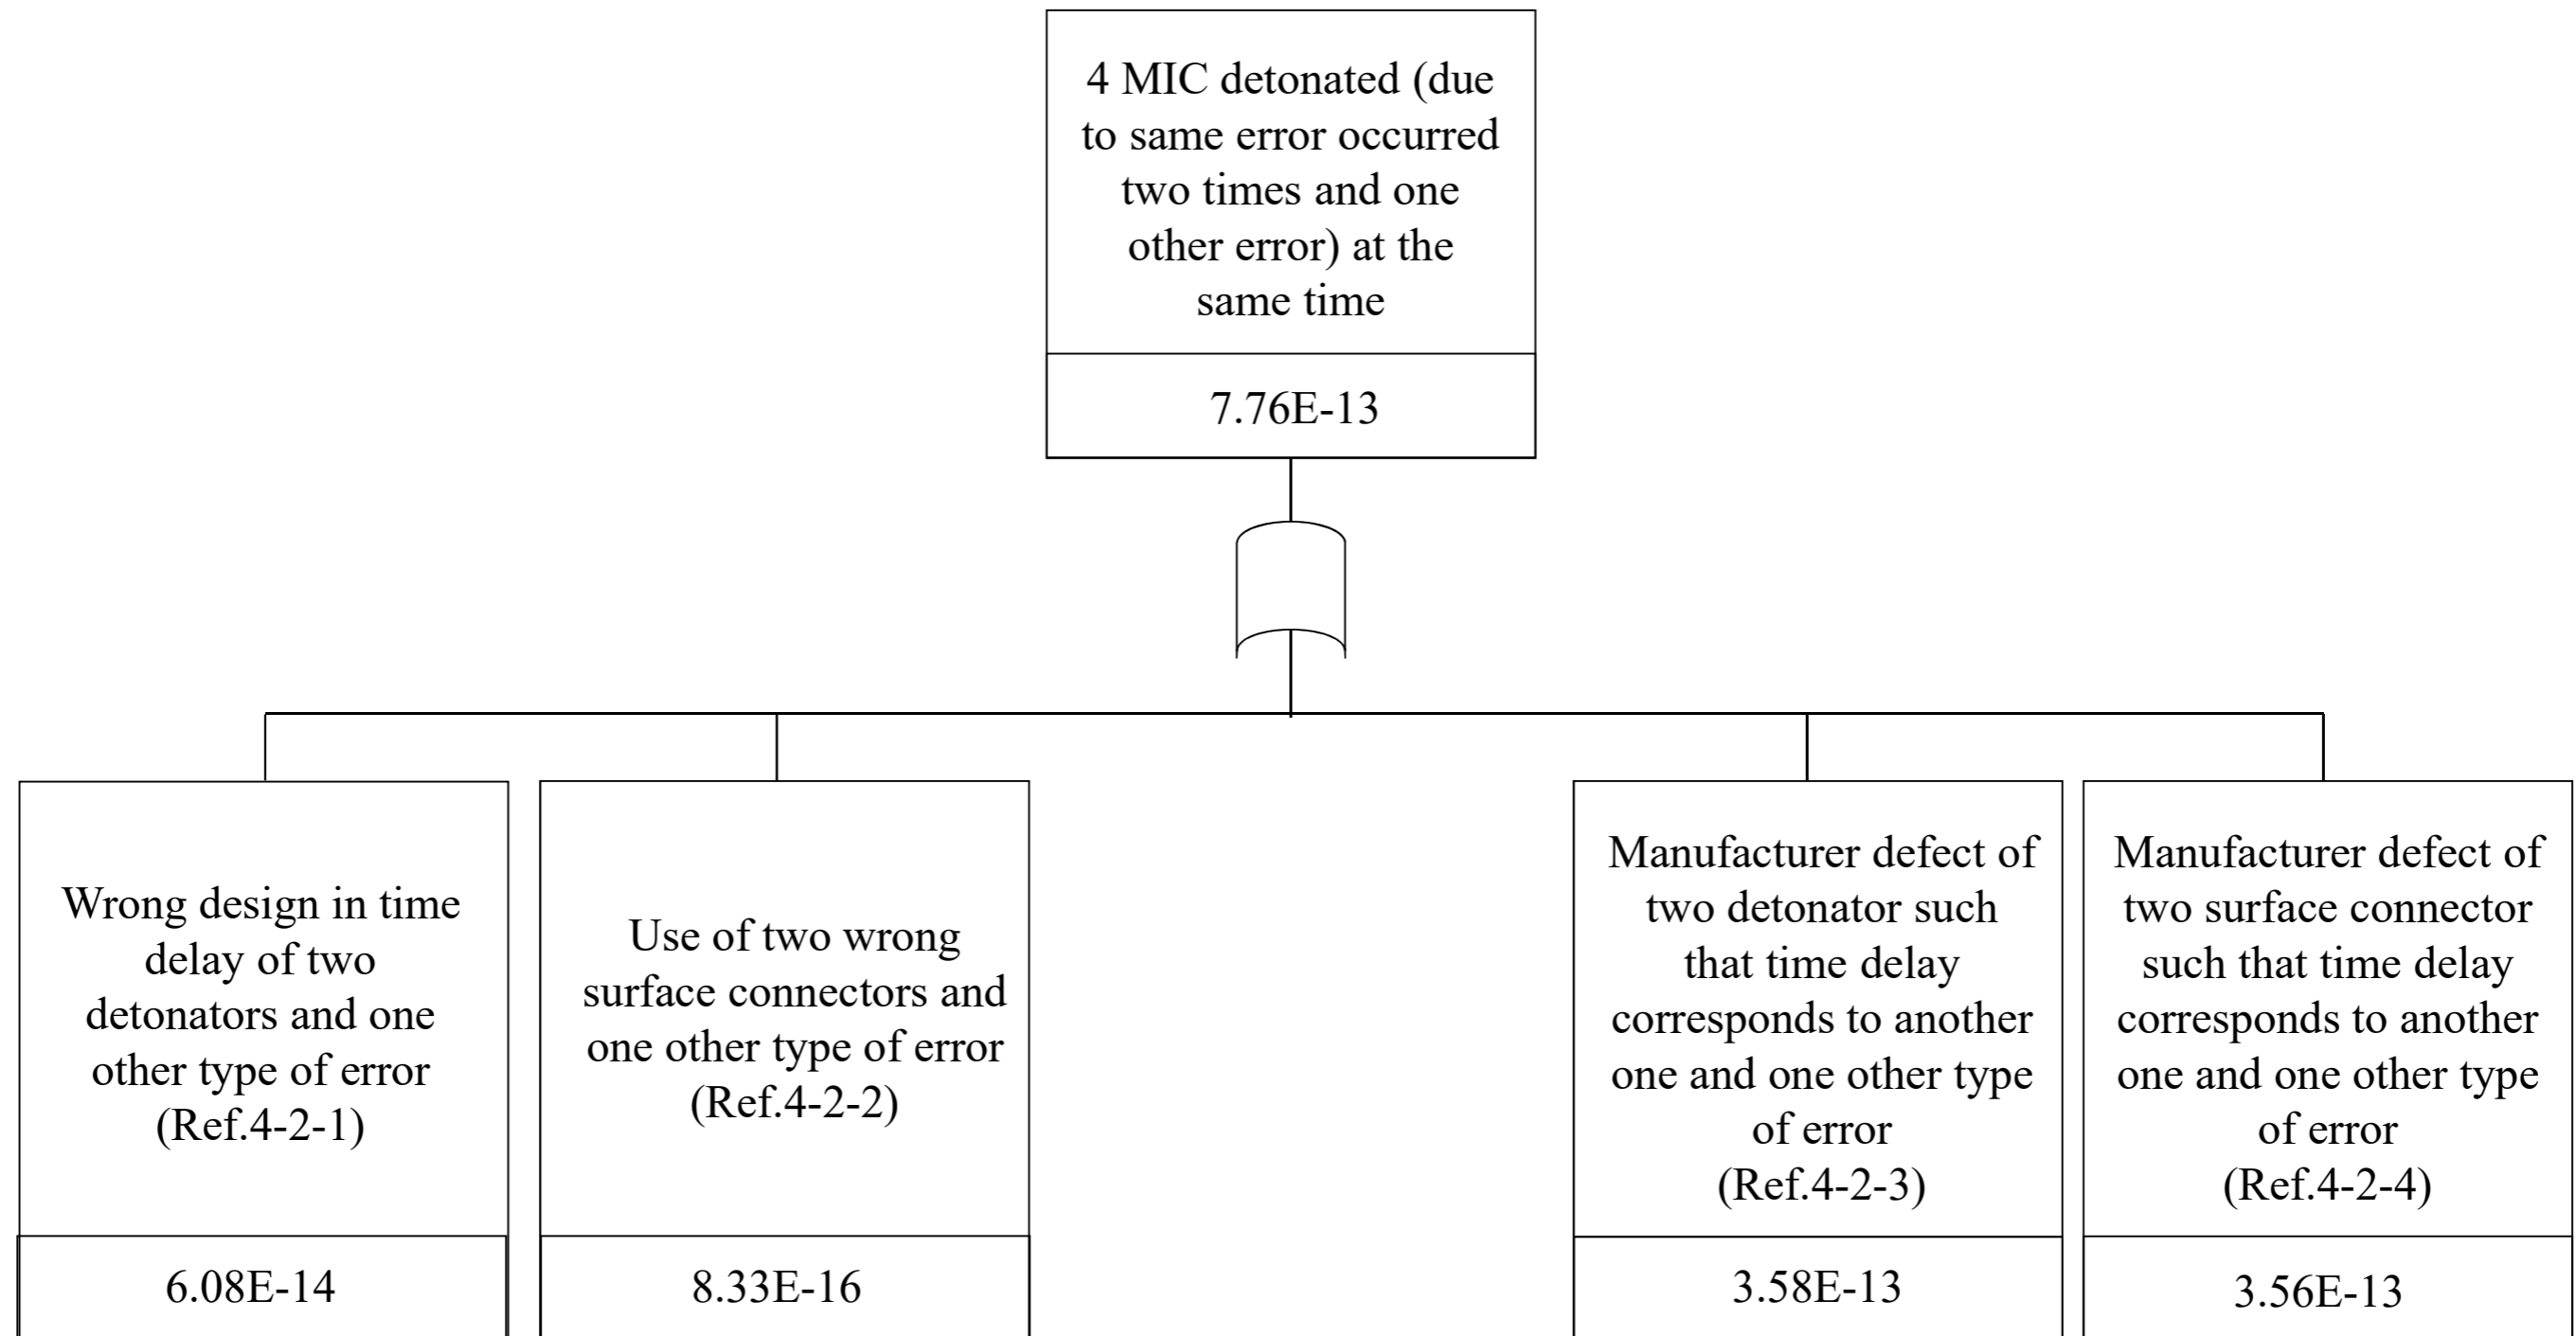 4 MIC detonated (due
to same error occurred
two times and one
other error) at the
same time
7.76E-13
Wrong design in time
delay of two
detonators and one
other type of error
(Ref.4-2-1)
6.08E-14
Use of two wrong
surface connectors and
one other type of error
(Ref.4-2-2)
8.33E-16
Manufacturer defect of
two detonator such
that time delay
corresponds to another
one and one other type
of error
(Ref.4-2-3)
3.58E-13
Manufacturer defect of
two surface connector
such that time delay
corresponds to another
one and one other type
of error
(Ref.4-2-4)
3.56E-13